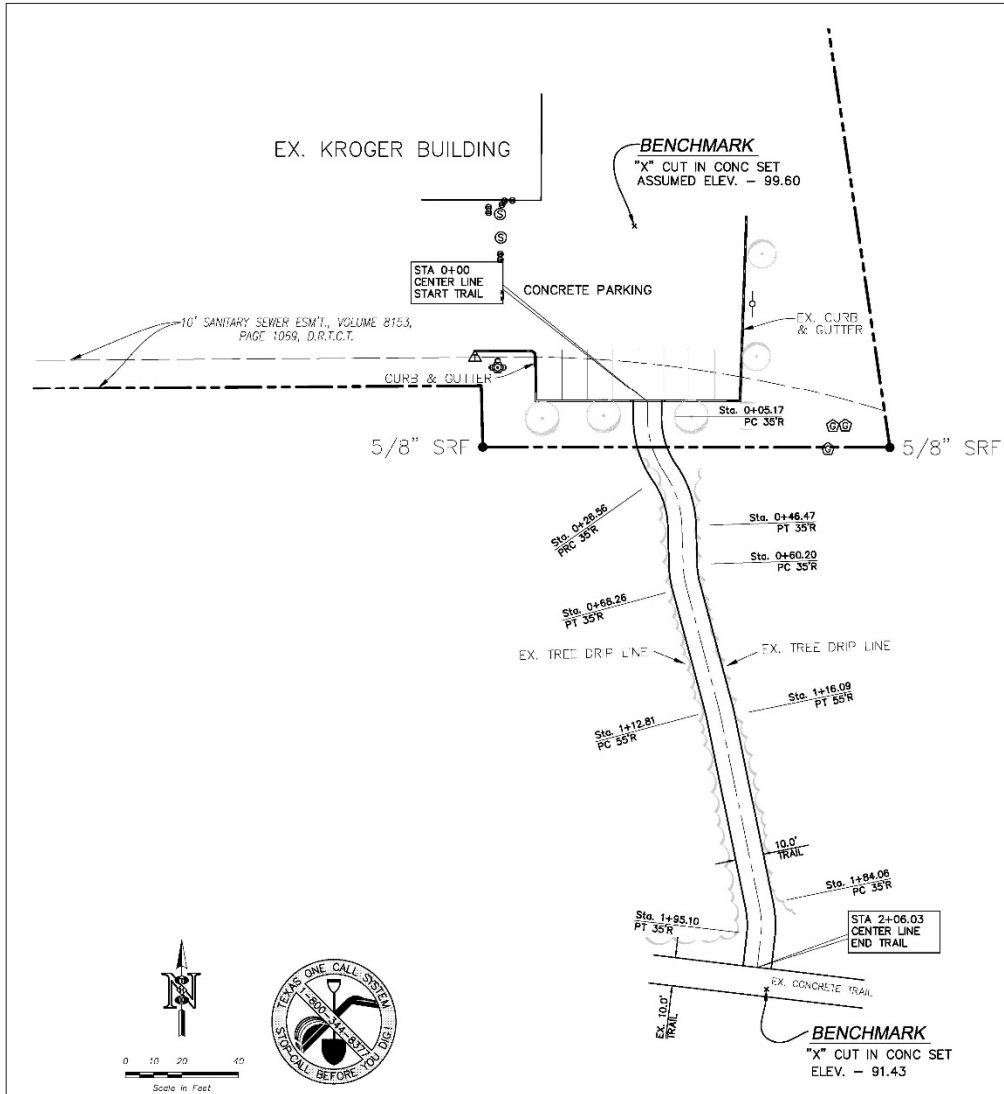 EX. KROGER BUILDING
BENCHMARK
"X" CUT IN CONC SET
ASSUMED ELEV. - 99.60
S
S
STA 0+00
CENTER LINE
START TRAIL
CONCRETE PARKING
10' SANITARY SEWER ESM'T., VOLUME 8153,
PAGE 1069, D.R.T.C.T.
EX. CURB
& GUTTER
CURB & GUTTER
Sta. 0+05.17
PC 35'R
G G
G
5/8" SRF
5/8" SRF
Sta. 0+26.56
PRC 35'R
Sta. 0+46.47
PT 35'R
Sta. 0+60.20
PC 35'R
Sta. 0+68.26
PT 35'R
EX. TREE DRIP LINE
EX. TREE DRIP LINE
Sta. 1+16.09
PT 55'R
Sta. 1+12.81
PC 55'R
10.0'
TRAIL
Sta. 1+84.06
PC 35'R
Sta. 1+95.10
PT 35'R
STA 2+06.03
CENTER LINE
END TRAIL
EX. CONCRETE TRAIL
EX. 10.0'
TRAIL
BENCHMARK
"X" CUT IN CONC SET
ELEV. - 91.43
N
0 10 20 40
Scale in Feet
TEXAS ONE CALL SYSTEM
1-800-344-8377
STOP-CALL BEFORE YOU DIG!